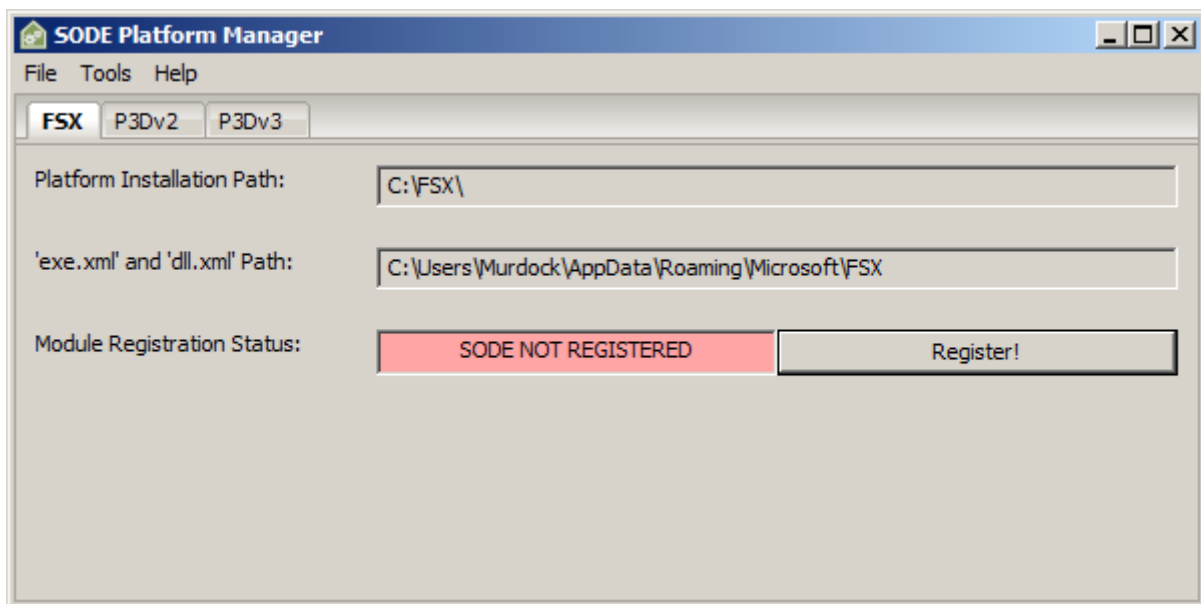 SODE Platform Manager
File Tools Help
FSX P3Dv2 P3Dv3
Platform Installation Path: C:\FSX\
'exe.xml' and 'dll.xml' Path: C:\Users\Murdock\AppData\Roaming\Microsoft\FSX
Module Registration Status: SODE NOT REGISTERED Register!